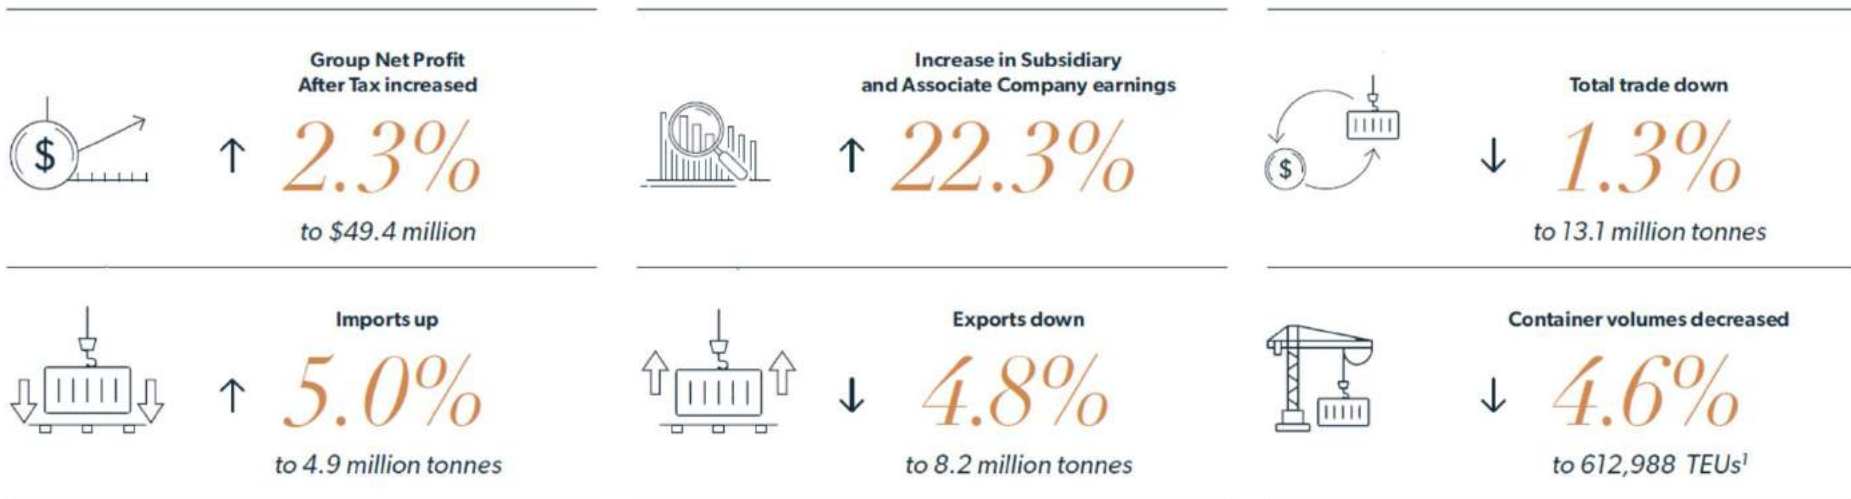 Group Net Profit
After Tax increased
↑ 2.3%
to $49.4 million
Increase in Subsidiary
and Associate Company earnings
↑ 22.3%
Total trade down
↓ 1.3%
to 13.1 million tonnes
Imports up
↑ 5.0%
to 4.9 million tonnes
Exports down
↓ 4.8%
to 8.2 million tonnes
Container volumes decreased
↓ 4.6%
to 612,988 TEUs¹
$
$